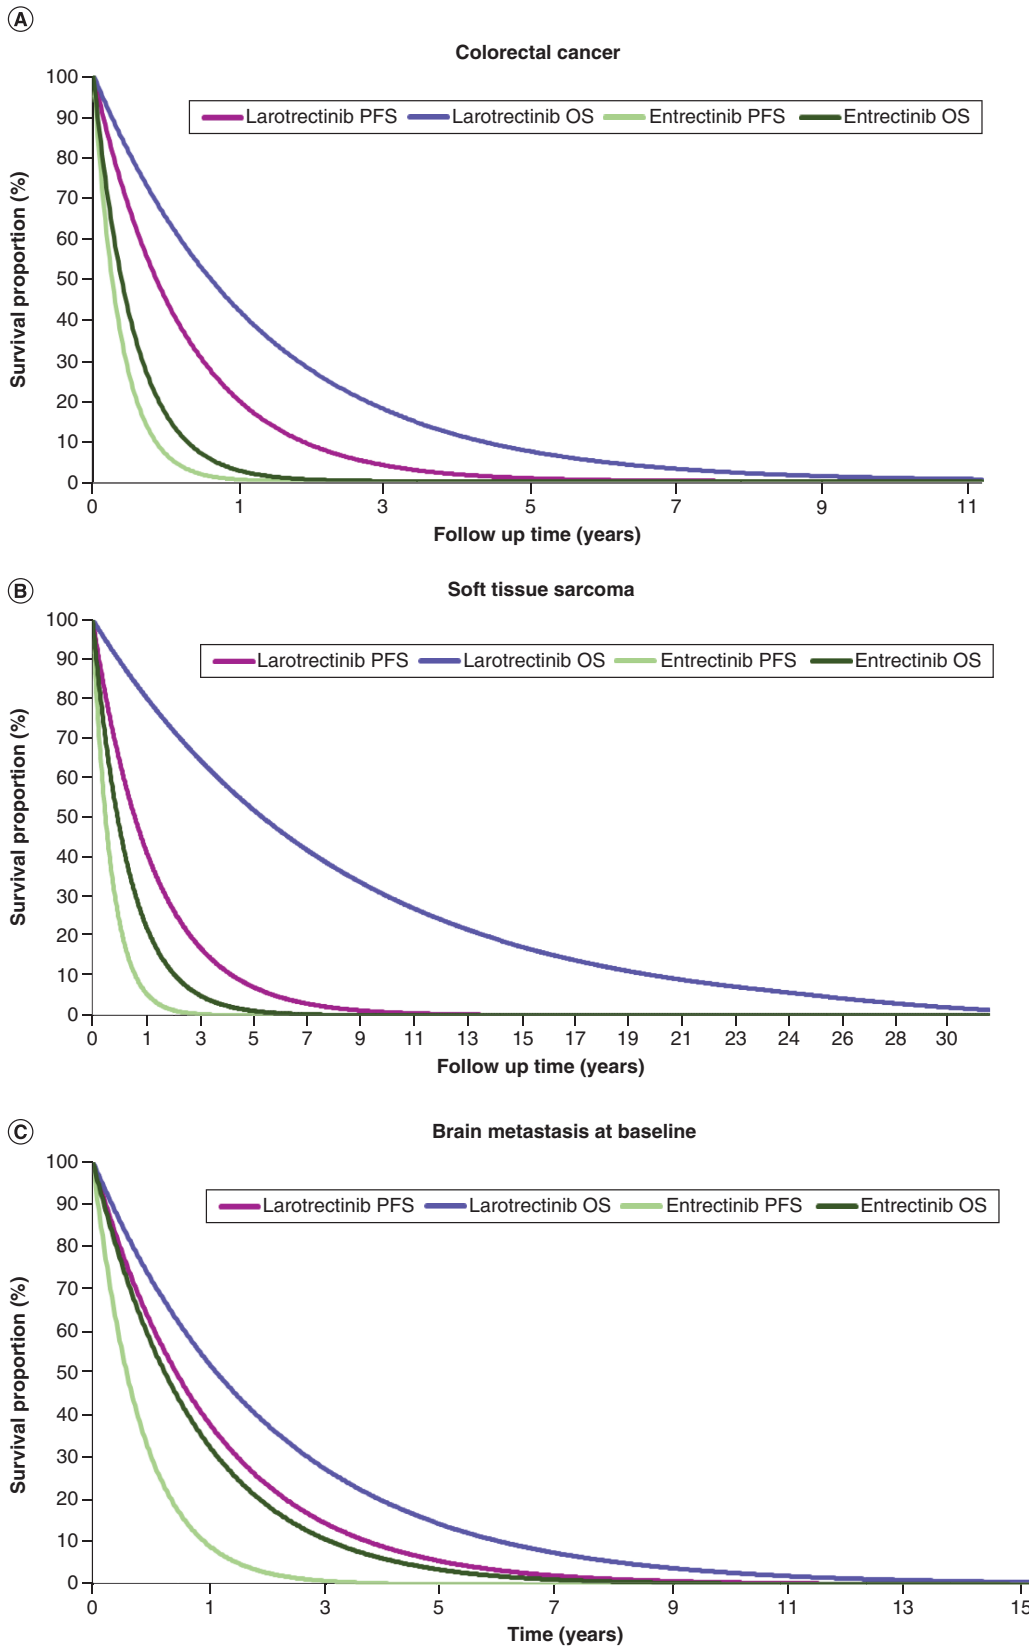 A
Colorectal cancer
Survival proportion (%)
100
90
80
70
60
50
40
30
20
10
0
Larotrectinib PFS Larotrectinib OS Entrectinib PFS Entrectinib OS
0 1 3 5 7 9 11
Follow up time (years)
B
Soft tissue sarcoma
Survival proportion (%)
100
90
80
70
60
50
40
30
20
10
0
Larotrectinib PFS Larotrectinib OS Entrectinib PFS Entrectinib OS
0 1 3 5 7 9 11 13 15 17 19 21 23 24 26 28 30
Follow up time (years)
C
Brain metastasis at baseline
Survival proportion (%)
100
90
80
70
60
50
40
30
20
10
0
Larotrectinib PFS Larotrectinib OS Entrectinib PFS Entrectinib OS
0 1 3 5 7 9 11 13 15
Time (years)